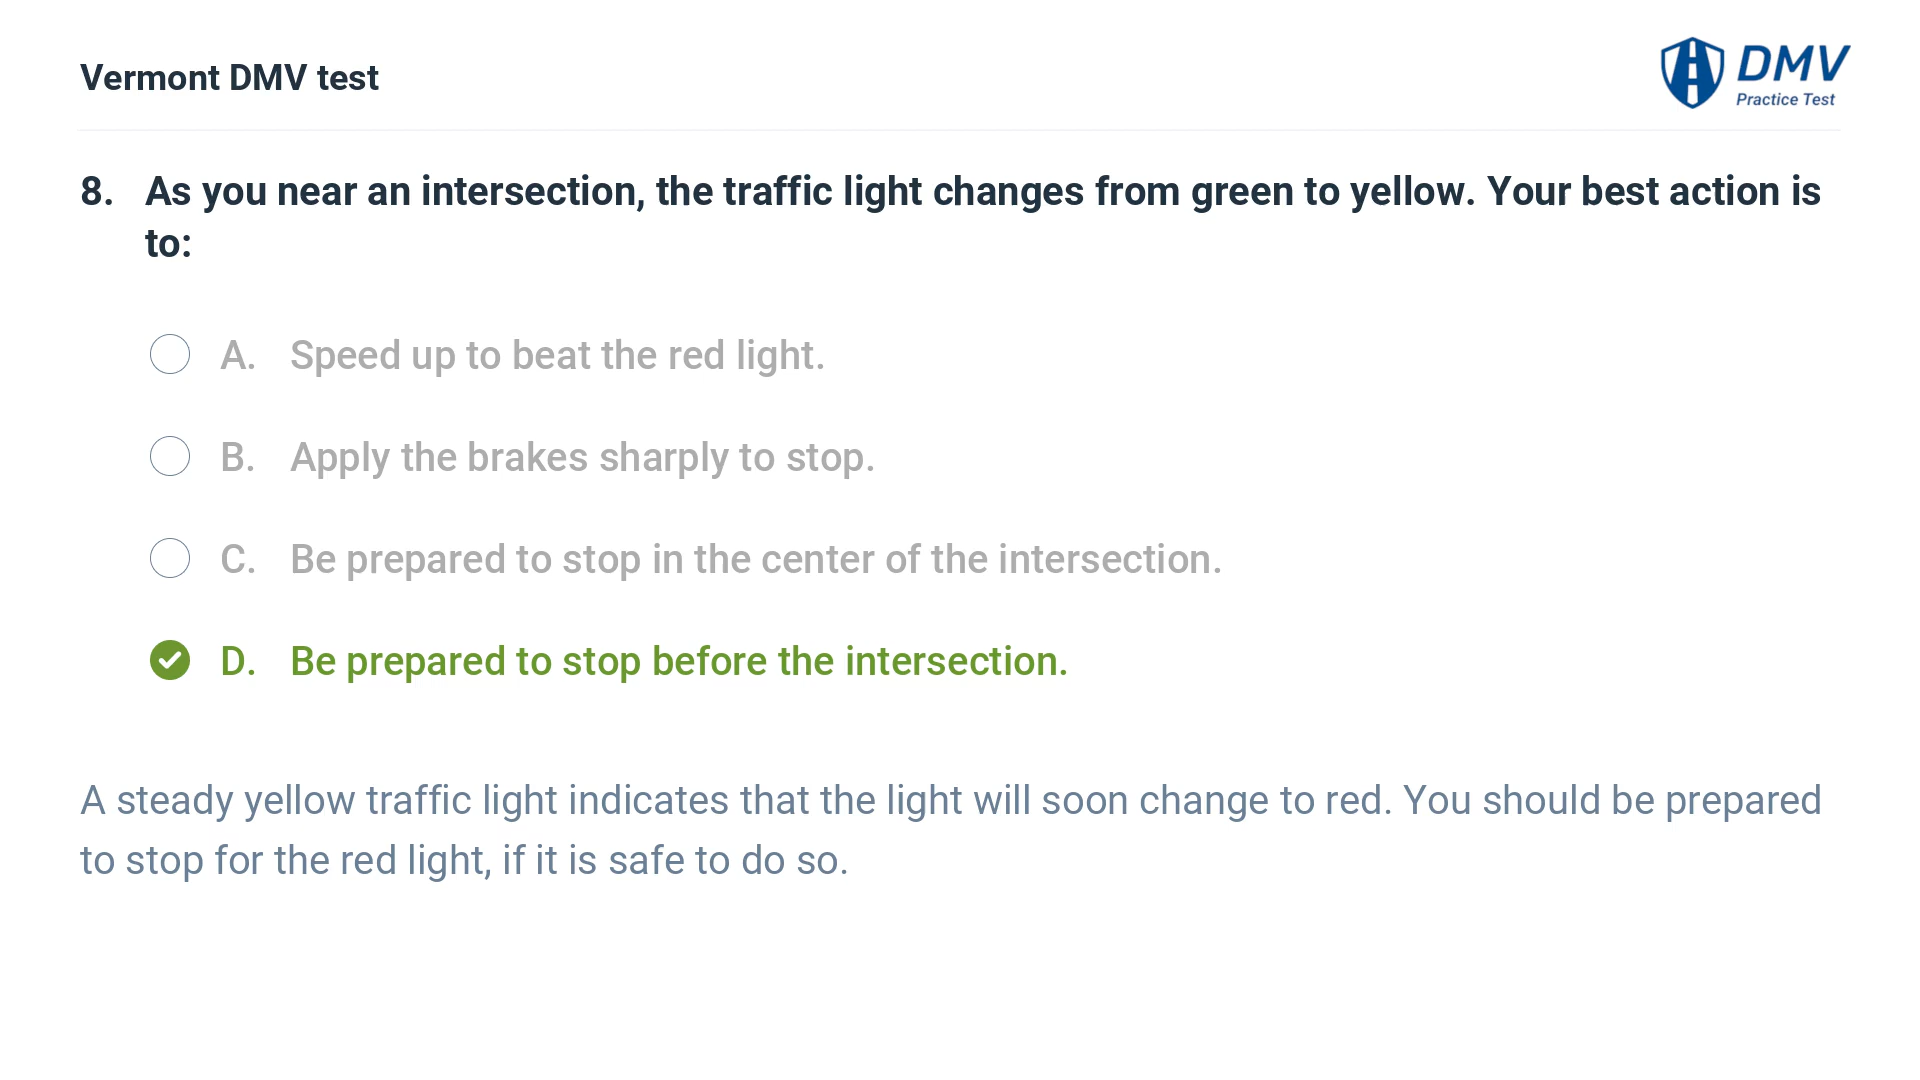 Vermont DMV test
DMV
Practice Test
8. As you near an intersection, the traffic light changes from green to yellow. Your best action is
to:
A. Speed up to beat the red light.
B. Apply the brakes sharply to stop.
C. Be prepared to stop in the center of the intersection.
D. Be prepared to stop before the intersection.
A steady yellow traffic light indicates that the light will soon change to red. You should be prepared
to stop for the red light, if it is safe to do so.